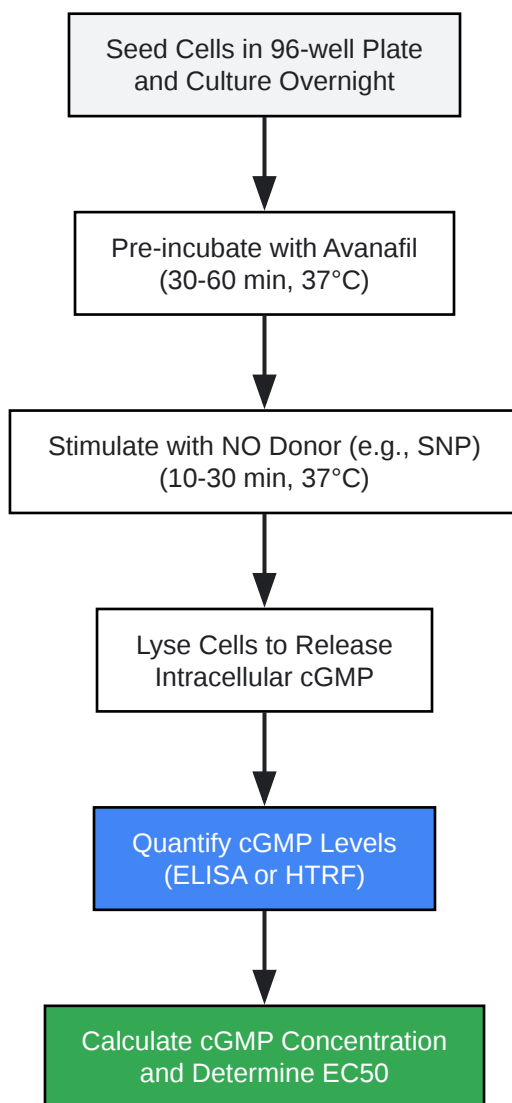 Seed Cells in 96-well Plate
and Culture Overnight
Pre-incubate with Avanafil
(30-60 min, 37°C)
Stimulate with NO Donor (e.g., SNP)
(10-30 min, 37°C)
Lyse Cells to Release
Intracellular cGMP
Quantify cGMP Levels
(ELISA or HTRF)
Calculate cGMP Concentration
and Determine EC50